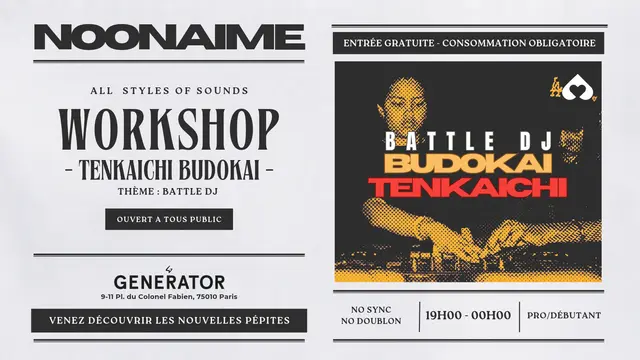 NOONAIME
ALL STYLES OF SOUNDS
WORKSHOP
- TENKAICHI BUDOKAI -
THÈME : BATTLE DJ
OUVERT A TOUS PUBLIC
GENERATOR
9-11 Pl. du Colonel Fabien, 75010 Paris
VENEZ DÉCOUVRIR LES NOUVELLES PÉPITES
ENTRÉE GRATUITE - CONSOMMATION OBLIGATOIRE
LA
BATTLE DJ
BUDOKAI
TENKAICHI
NO SYNC
NO DOUBLON
19H00 - 00H00
PRO/DÉBUTANT